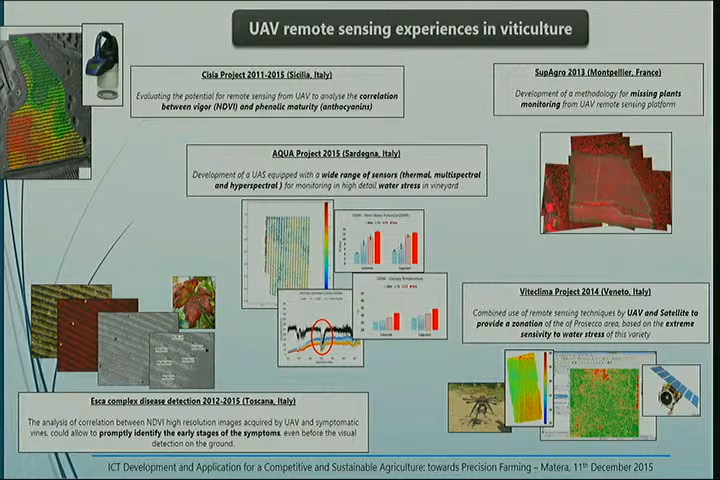 UAV remote sensing experiences in viticulture
Cisia Project 2011-2015 (Sicilia, Italy)
Evaluating the potential for remote sensing from UAV to analyse the correlation
between vigor (NDVI) and phenolic maturity (anthocyanins)
SupAgro 2013 (Montpellier, France)
Development of a methodology for missing plants
monitoring from UAV remote sensing platform
AQUA Project 2015 (Sardegna, Italy)
Development of a UAS equipped with a wide range of sensors (thermal, multispectral
and hyperspectral ) for monitoring in high detail water stress in vineyard
Viteclima Project 2014 (Veneto, Italy)
Combined use of remote sensing techniques by UAV and Satellite to
provide a zonation of the of Prosecco area, based on the extreme
sensivity to water stress of this variety
Esca complex disease detection 2012-2015 (Toscana, Italy)
The analysis of correlation between NDVI high resolution images acquired by UAV and symptomatic
vines, could allow to promptly identify the early stages of the symptoms, even before the visual
detection on the ground.
ICT Development and Application for a Competitive and Sustainable Agriculture: towards Precision Farming – Matera, 11th December 2015